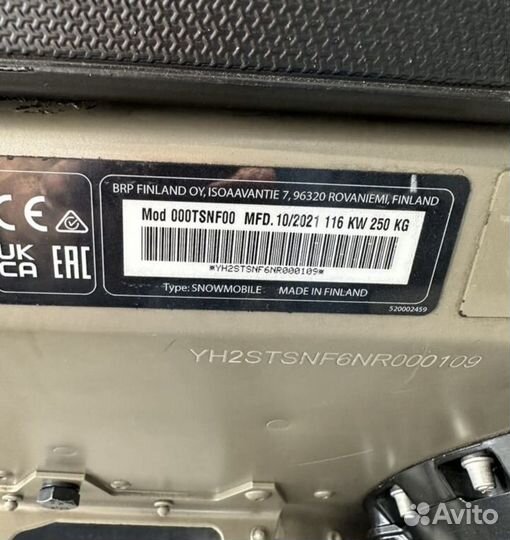 BRP FINLAND OY, ISOAAVANTIE 7, 96320 ROVANIEMI, FINLAND
Mod 000TSNF00 MFD. 10/2021 116 KW 250 KG
*YH2STSNF6NR000109*
Type: SNOWMOBILE MADE IN FINLAND
520002459
CE
UK
CA
EAC
YH2STSNF6NR000109
Avito